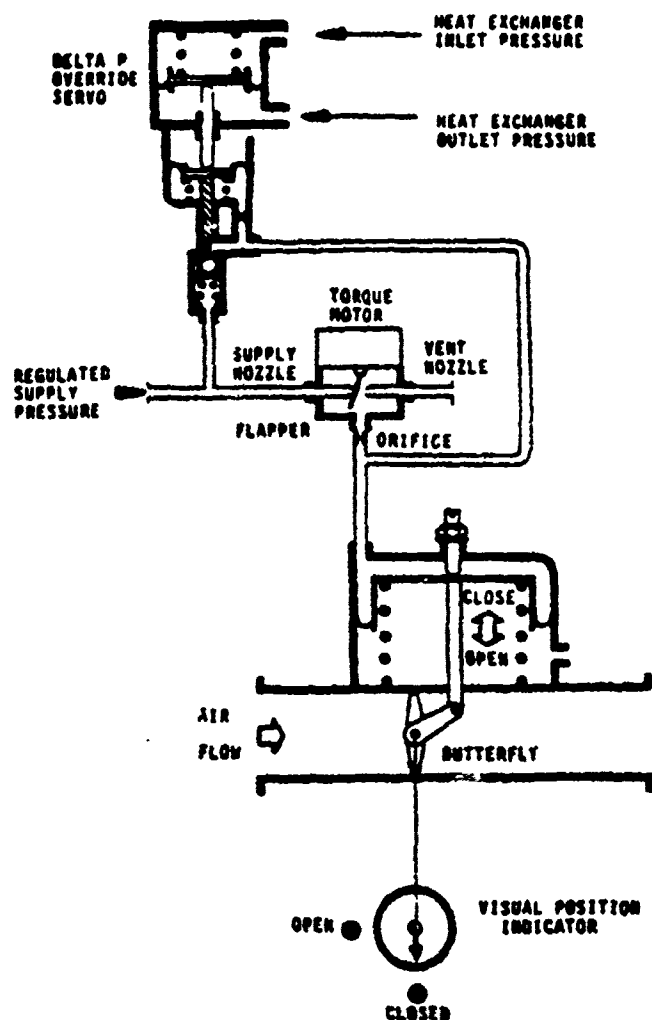 HEAT EXCHANGER
INLET PRESSURE
DELTA P
OVERRIDE
SERVO
HEAT EXCHANGER
OUTLET PRESSURE
TORQUE
MOTOR
SUPPLY
NOZZLE
VENT
NOZZLE
REGULATED
SUPPLY
PRESSURE
FLAPPER
ORIFICE
CLOSE
OPEN
AIR
FLOW
BUTTERFLY
OPEN
VISUAL POSITION
INDICATOR
CLOSED